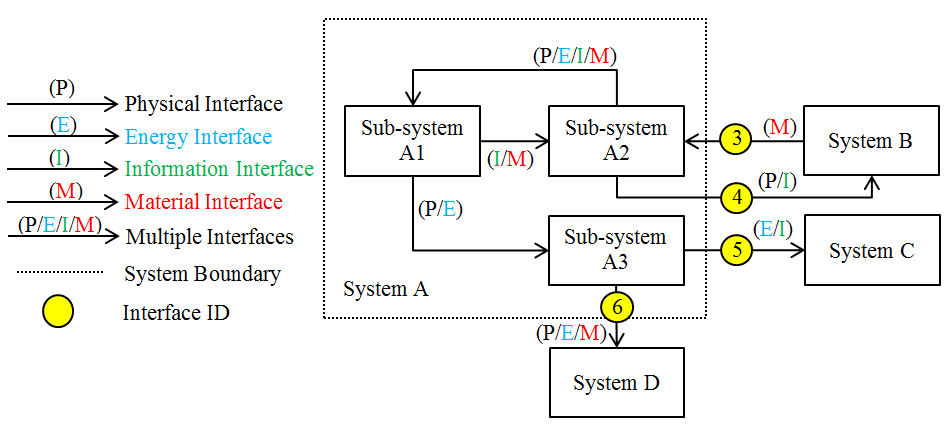 (P)
Physical Interface
(E)
Energy Interface
(I)
Information Interface
(M)
Material Interface
(P/E/I/M)
Multiple Interfaces
System Boundary
Interface ID
(P/E/I/M)
Sub-system
A1
(I/M)
Sub-system
A2
3
(M)
System B
4
(P/I)
(P/E)
Sub-system
A3
5
(E/I)
System C
System A
6
(P/E/M)
System D